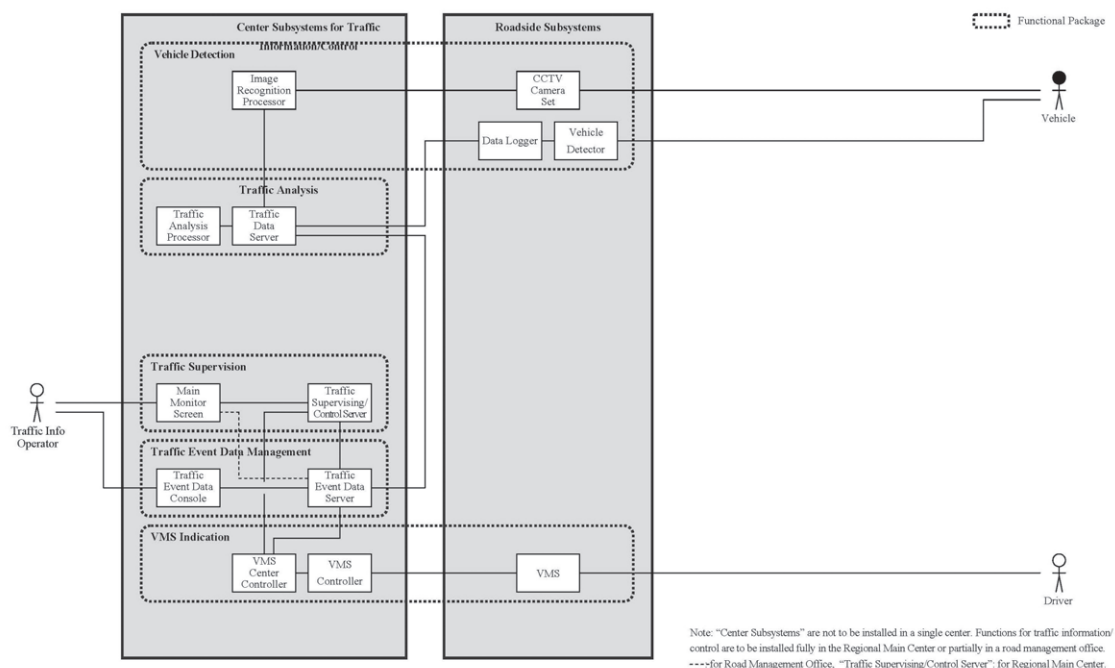 Center Subsystems for Traffic
Information/Control
Roadside Subsystems
Functional Package
Vehicle Detection
Image
Recognition
Processor
CCTV
Camera
Set
Vehicle
Data Logger
Vehicle
Detector
Traffic Analysis
Traffic
Analysis
Processor
Traffic
Data
Server
Traffic Supervision
Main
Monitor
Screen
Traffic
Supervising/
Control Server
Traffic Info
Operator
Traffic Event Data Management
Traffic
Event Data
Console
Traffic
Event Data
Server
VMS Indication
VMS
Center
Controller
VMS
Controller
VMS
Driver
Note: “Center Subsystems” are not to be installed in a single center. Functions for traffic information/
control are to be installed fully in the Regional Main Center or partially in a road management office.
----for Road Management Office, “Traffic Supervising/Control Server”: for Regional Main Center.